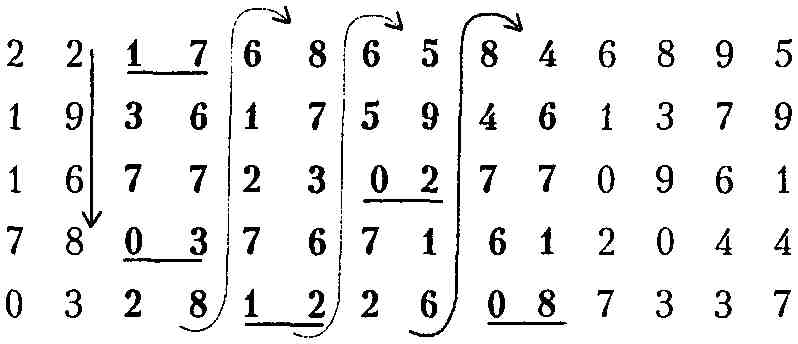 2 2 1 7 6 8 6 5 8 4 6 8 9 5
1 9 3 6 1 7 5 9 4 6 1 3 7 9
1 6 7 7 2 3 0 2 7 7 0 9 6 1
7 8 0 3 7 6 7 1 6 1 2 0 4 4
0 3 2 8 1 2 2 6 0 8 7 3 3 7